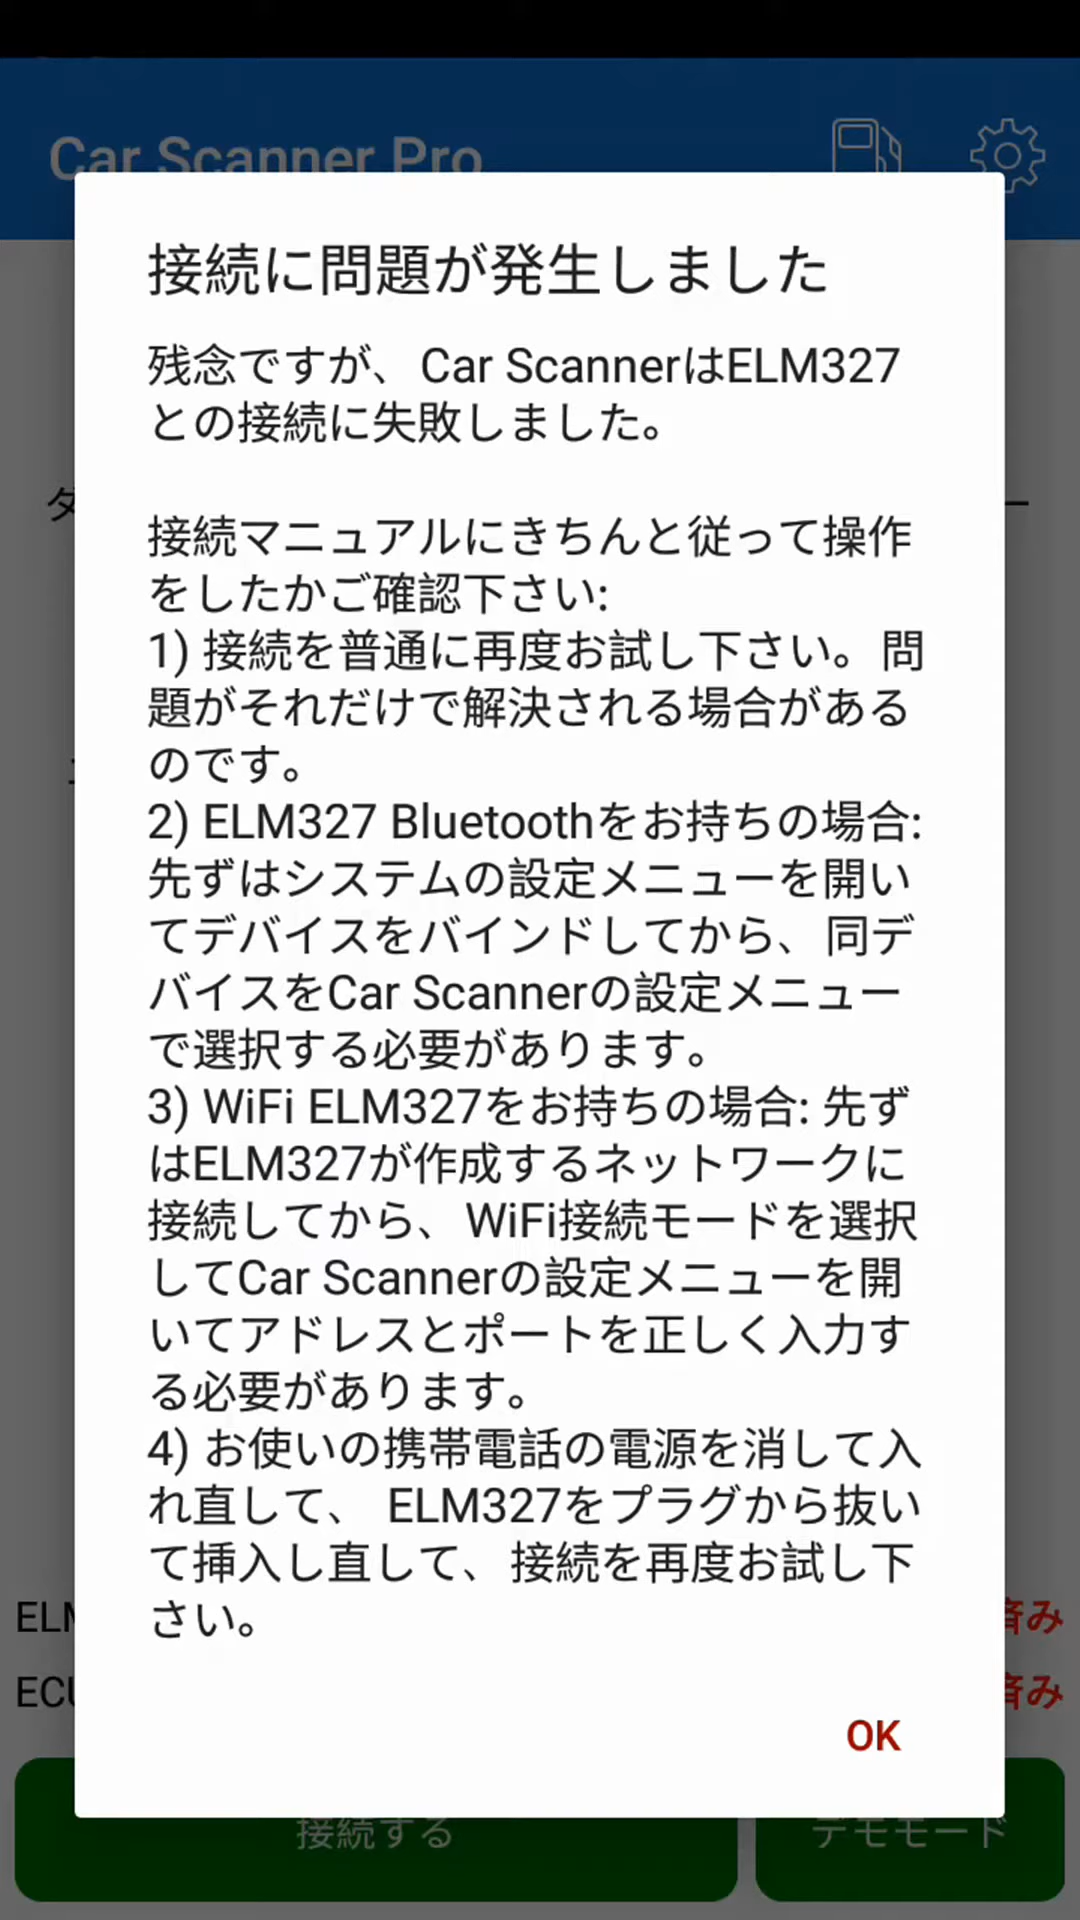 Car Scanner Pro
接続に問題が発生しました
残念ですが、Car ScannerはELM327
との接続に失敗しました。
接続マニュアルにきちんと従って操作
をしたかご確認下さい:
1) 接続を普通に再度お試し下さい。問
題がそれだけで解決される場合がある
のです。
2) ELM327 Bluetoothをお持ちの場合:
先ずはシステムの設定メニューを開い
てデバイスをバインドしてから、同デ
バイスをCar Scannerの設定メニュー
で選択する必要があります。
3) WiFi ELM327をお持ちの場合: 先ず
はELM327が作成するネットワークに
接続してから、WiFi接続モードを選択
してCar Scannerの設定メニューを開
いてアドレスとポートを正しく入力す
る必要があります。
4) お使いの携帯電話の電源を消して入
れ直して、 ELM327をプラグから抜い
て挿入し直して、接続を再度お試し下
さい。
済み
済み
OK
接続する
デモモード